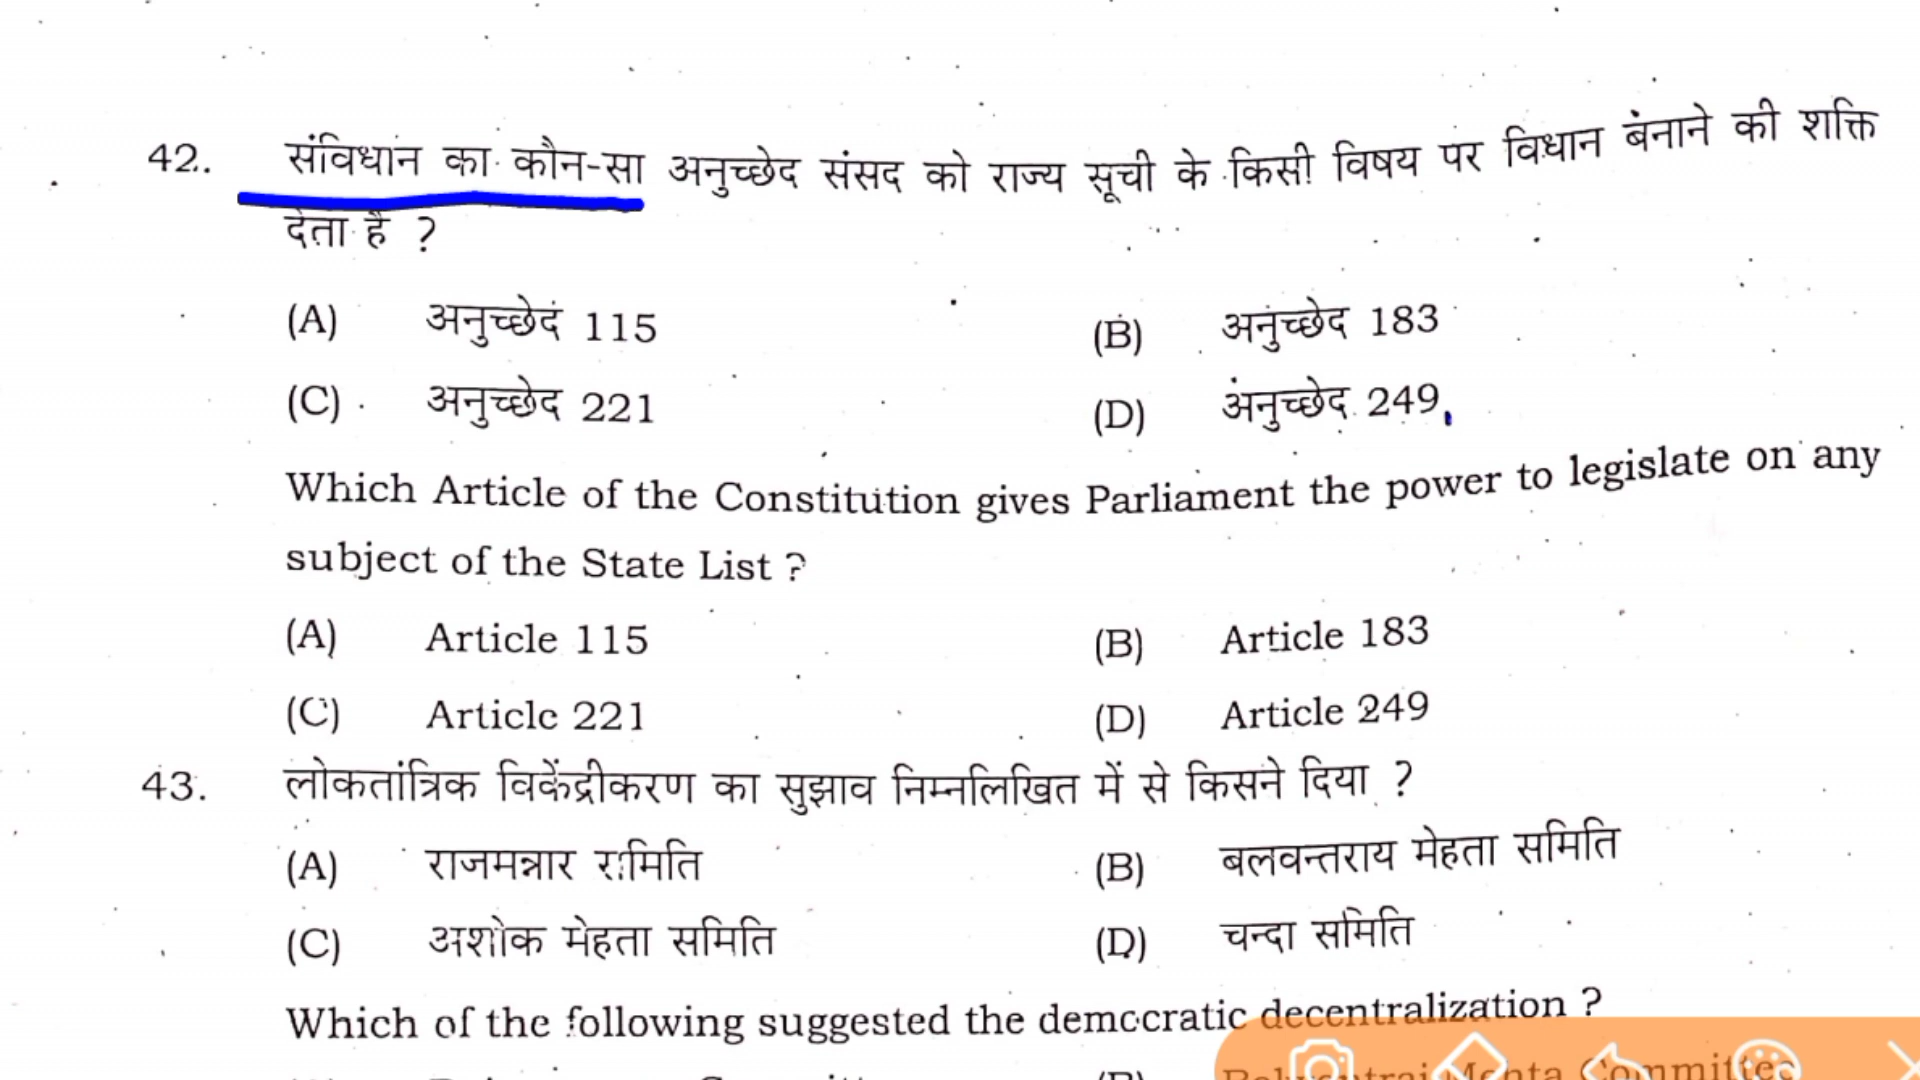 42. संविधान का कौन-सा अनुच्छेद संसद को राज्य सूची के किसी विषय पर विधान बनाने की शक्ति
देता है ?
(A) अनुच्छेद 115 (B) अनुच्छेद 183
(C) अनुच्छेद 221 (D) अनुच्छेद 249
Which Article of the Constitution gives Parliament the power to legislate on any
subject of the State List ?
(A) Article 115 (B) Article 183
(C) Article 221 (D) Article 249
43. लोकतांत्रिक विकेंद्रीकरण का सुझाव निम्नलिखित में से किसने दिया ?
(A) राजमन्नार समिति (B) बलवन्तराय मेहता समिति
(C) अशोक मेहता समिति (D) चन्दा समिति
Which of the following suggested the democratic decentralization ?
(B) Committee